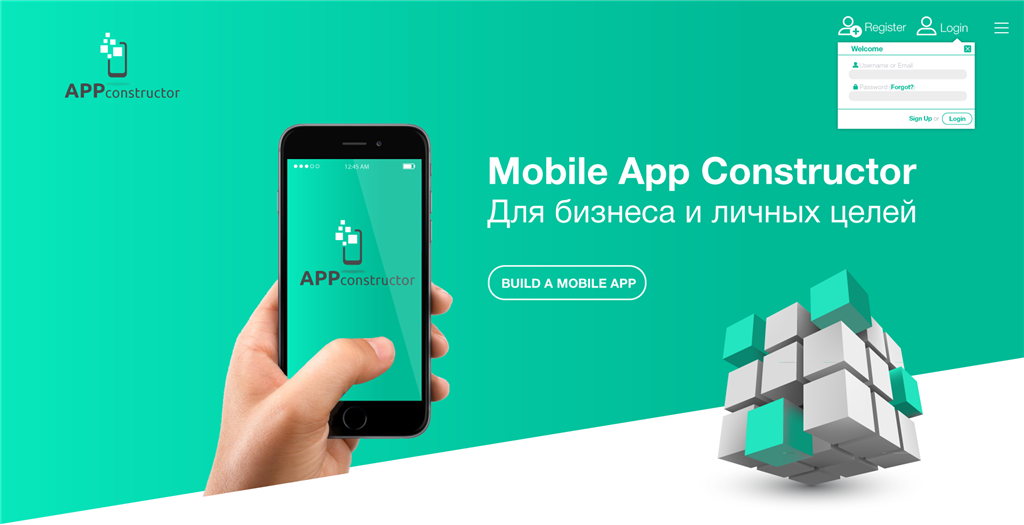 Register
Login
Welcome
Username or Email
Password (Forgot?)
Sign Up or Login
APPconstructor
12:45 AM
APPconstructor
Mobile App Constructor
Для бизнеса и личных целей
BUILD A MOBILE APP